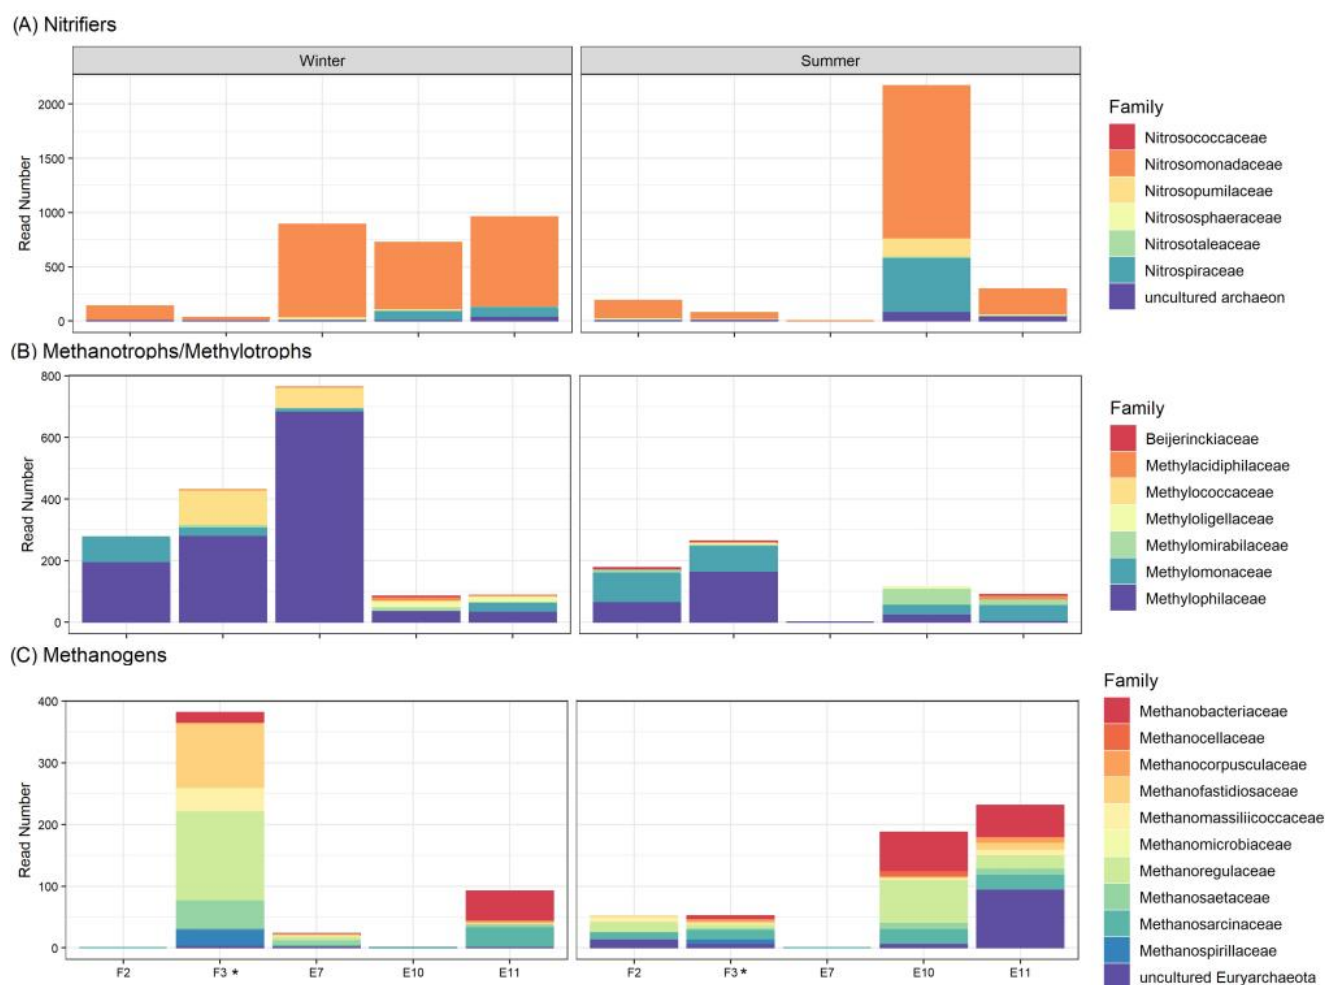 (A) Nitrifiers
Winter
Summer
Read Number
2000
1500
1000
500
0
Family
Nitrosococcaceae
Nitrosomonadaceae
Nitrosopumilaceae
Nitrososphaeraceae
Nitrosotaleaceae
Nitrospiraceae
uncultured archaeon
(B) Methanotrophs/Methylotrophs
Read Number
800
600
400
200
0
Family
Beijerinckiaceae
Methylacidiphilaceae
Methylococcaceae
Methyloligellaceae
Methylomirabilaceae
Methylomonaceae
Methylophilaceae
(C) Methanogens
Read Number
400
300
200
100
0
F2 F3 * E7 E10 E11
F2 F3 * E7 E10 E11
Family
Methanobacteriaceae
Methanocellaceae
Methanocorpusculaceae
Methanofastidiosaceae
Methanomassiliicoccaceae
Methanomicrobiaceae
Methanoregulaceae
Methanosaetaceae
Methanosarcinaceae
Methanospirillaceae
uncultured Euryarchaeota